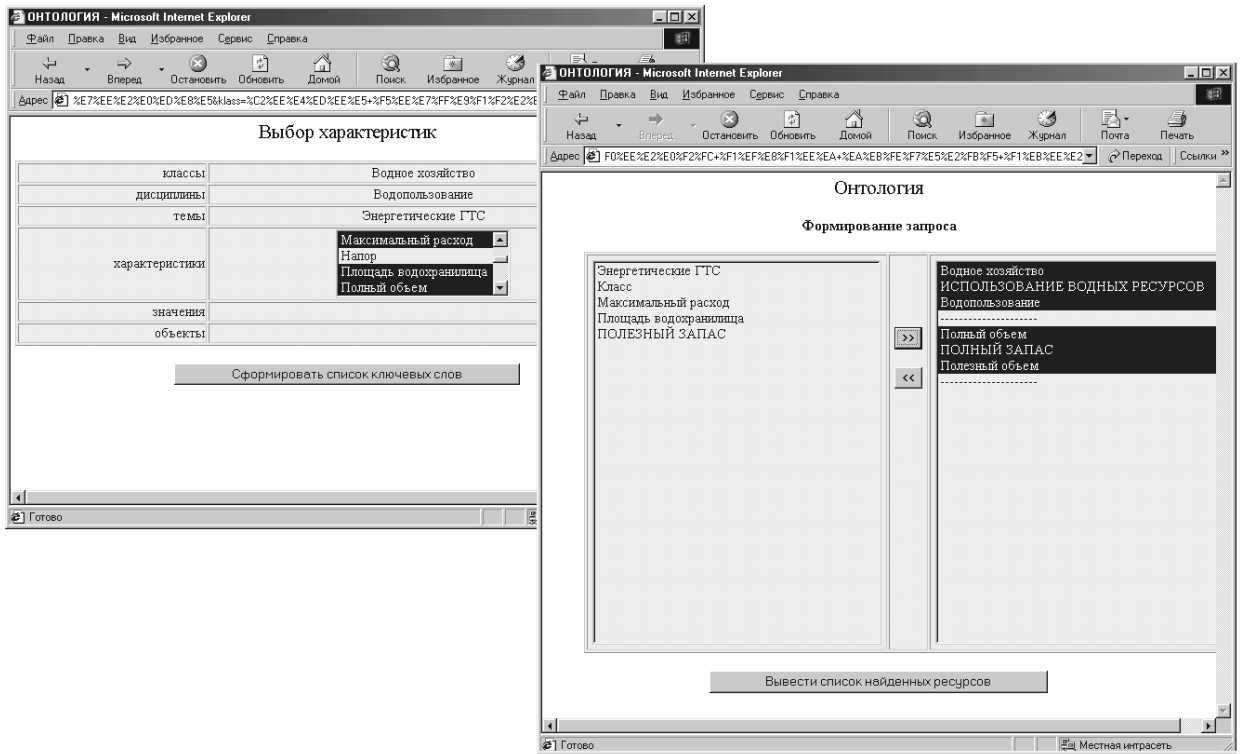 ОНТОЛОГИЯ - Microsoft Internet Explorer
Файл Правка Вид Избранное Сервис Справка
Назад Вперед Остановить Обновить Домой Поиск Избранное Журнал
Адрес %E7%EE%E2%E0%ED%E8%E5&klass=%C2%EE%E4%ED%EE%E5+%F5%EE%E7%FF%E9%F1%F2%E2%E
Выбор характеристик
классы Водное хозяйство
дисциплины Водопользование
темы Энергетические ГТС
характеристики
Максимальный расход
Напор
Площадь водохранилища
Полный объем
значения
объекты
Сформировать список ключевых слов
Готово
ОНТОЛОГИЯ - Microsoft Internet Explorer
Файл Правка Вид Избранное Сервис Справка
Назад Вперед Остановить Обновить Домой Поиск Избранное Журнал Почта Печать
Адрес F0%EE%E2%E0%F2%FC+%F1%EF%E8%F1%EE%EA+%EA%EB%FE%F7%E5%E2%FB%F5+%F1%EB%EE%E2 Переход Ссылки »
Онтология
Формирование запроса
Энергетические ГТС
Класс
Максимальный расход
Площадь водохранилища
ПОЛЕЗНЫЙ ЗАПАС
>>
<<
Водное хозяйство
ИСПОЛЬЗОВАНИЕ ВОДНЫХ РЕСУРСОВ
Водопользование
--------------------
Полный объем
ПОЛНЫЙ ЗАПАС
Полезный объем
--------------------
Вывести список найденных ресурсов
Готово Местная интрасеть